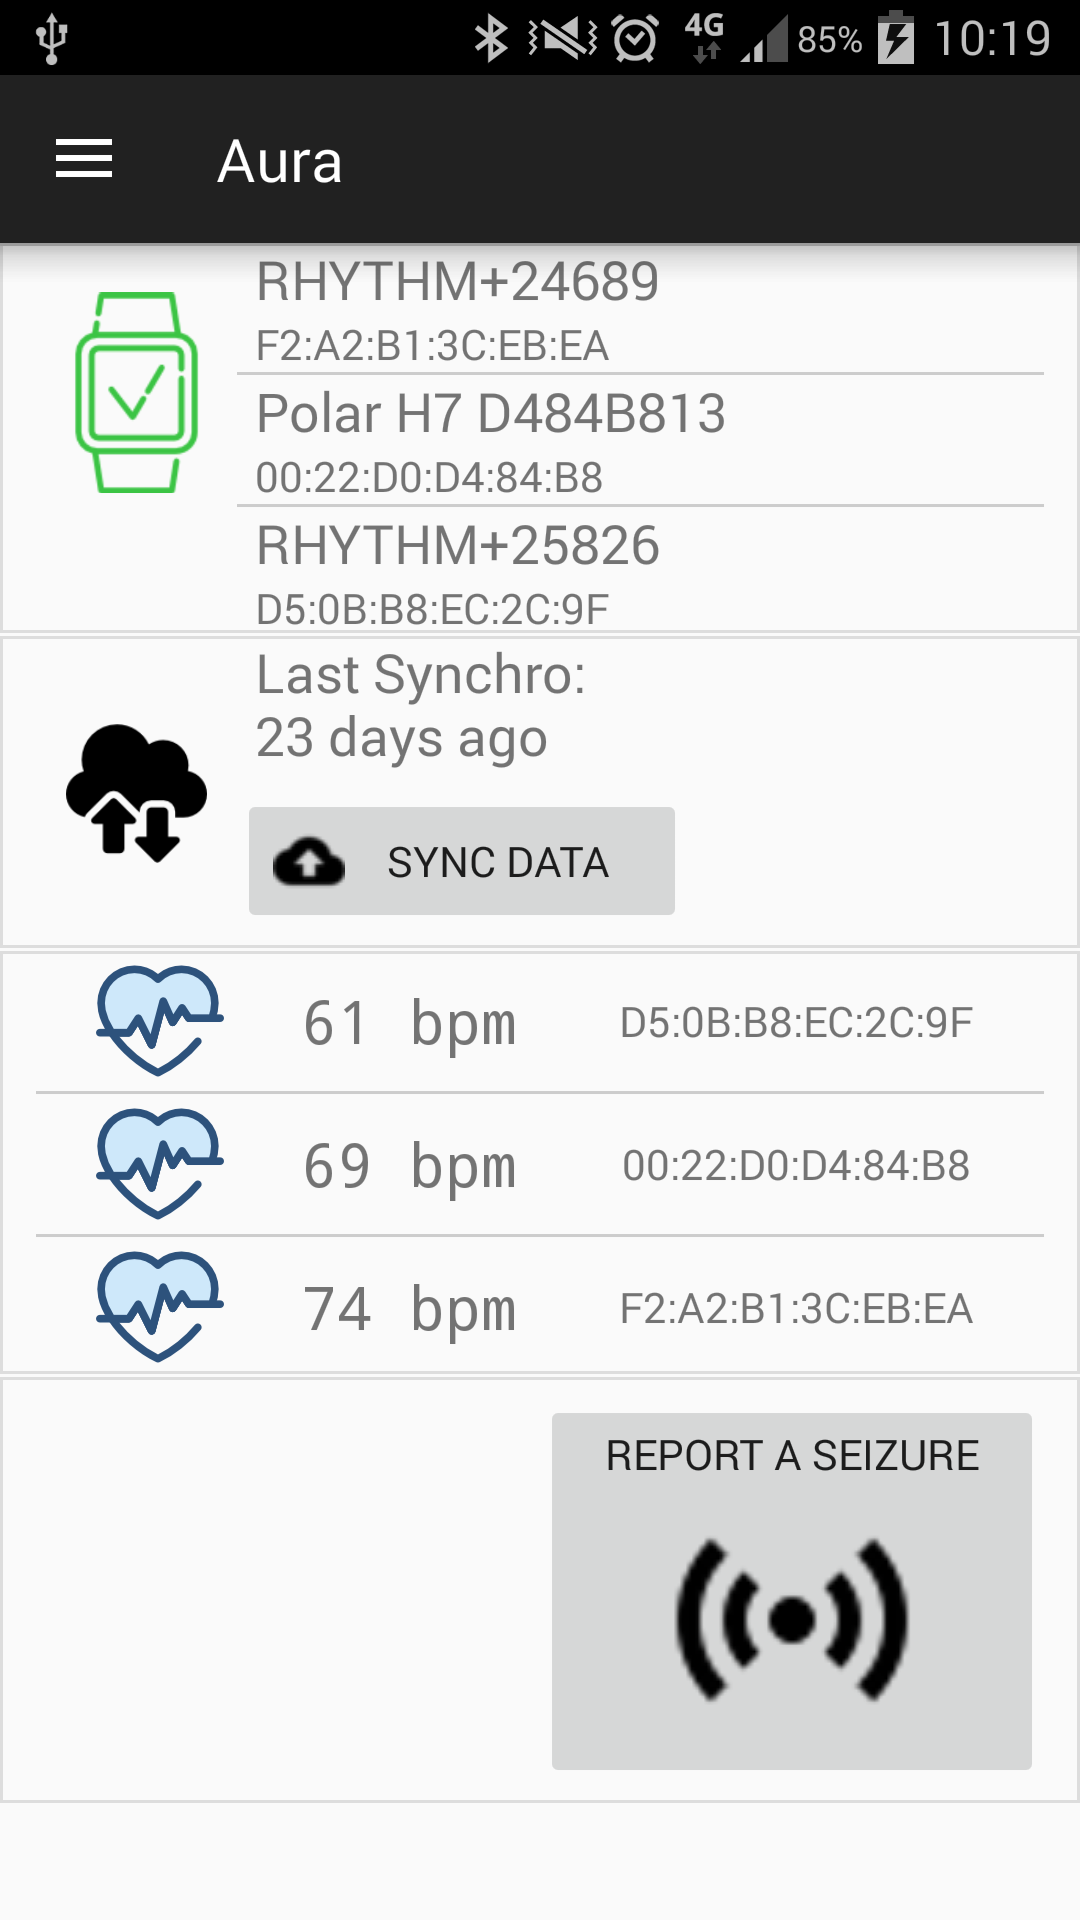 4G 85% 10:19
Aura
RHYTHM+24689
F2:A2:B1:3C:EB:EA
Polar H7 D484B813
00:22:D0:D4:84:B8
RHYTHM+25826
D5:0B:B8:EC:2C:9F
Last Synchro:
23 days ago
SYNC DATA
61 bpm D5:0B:B8:EC:2C:9F
69 bpm 00:22:D0:D4:84:B8
74 bpm F2:A2:B1:3C:EB:EA
REPORT A SEIZURE